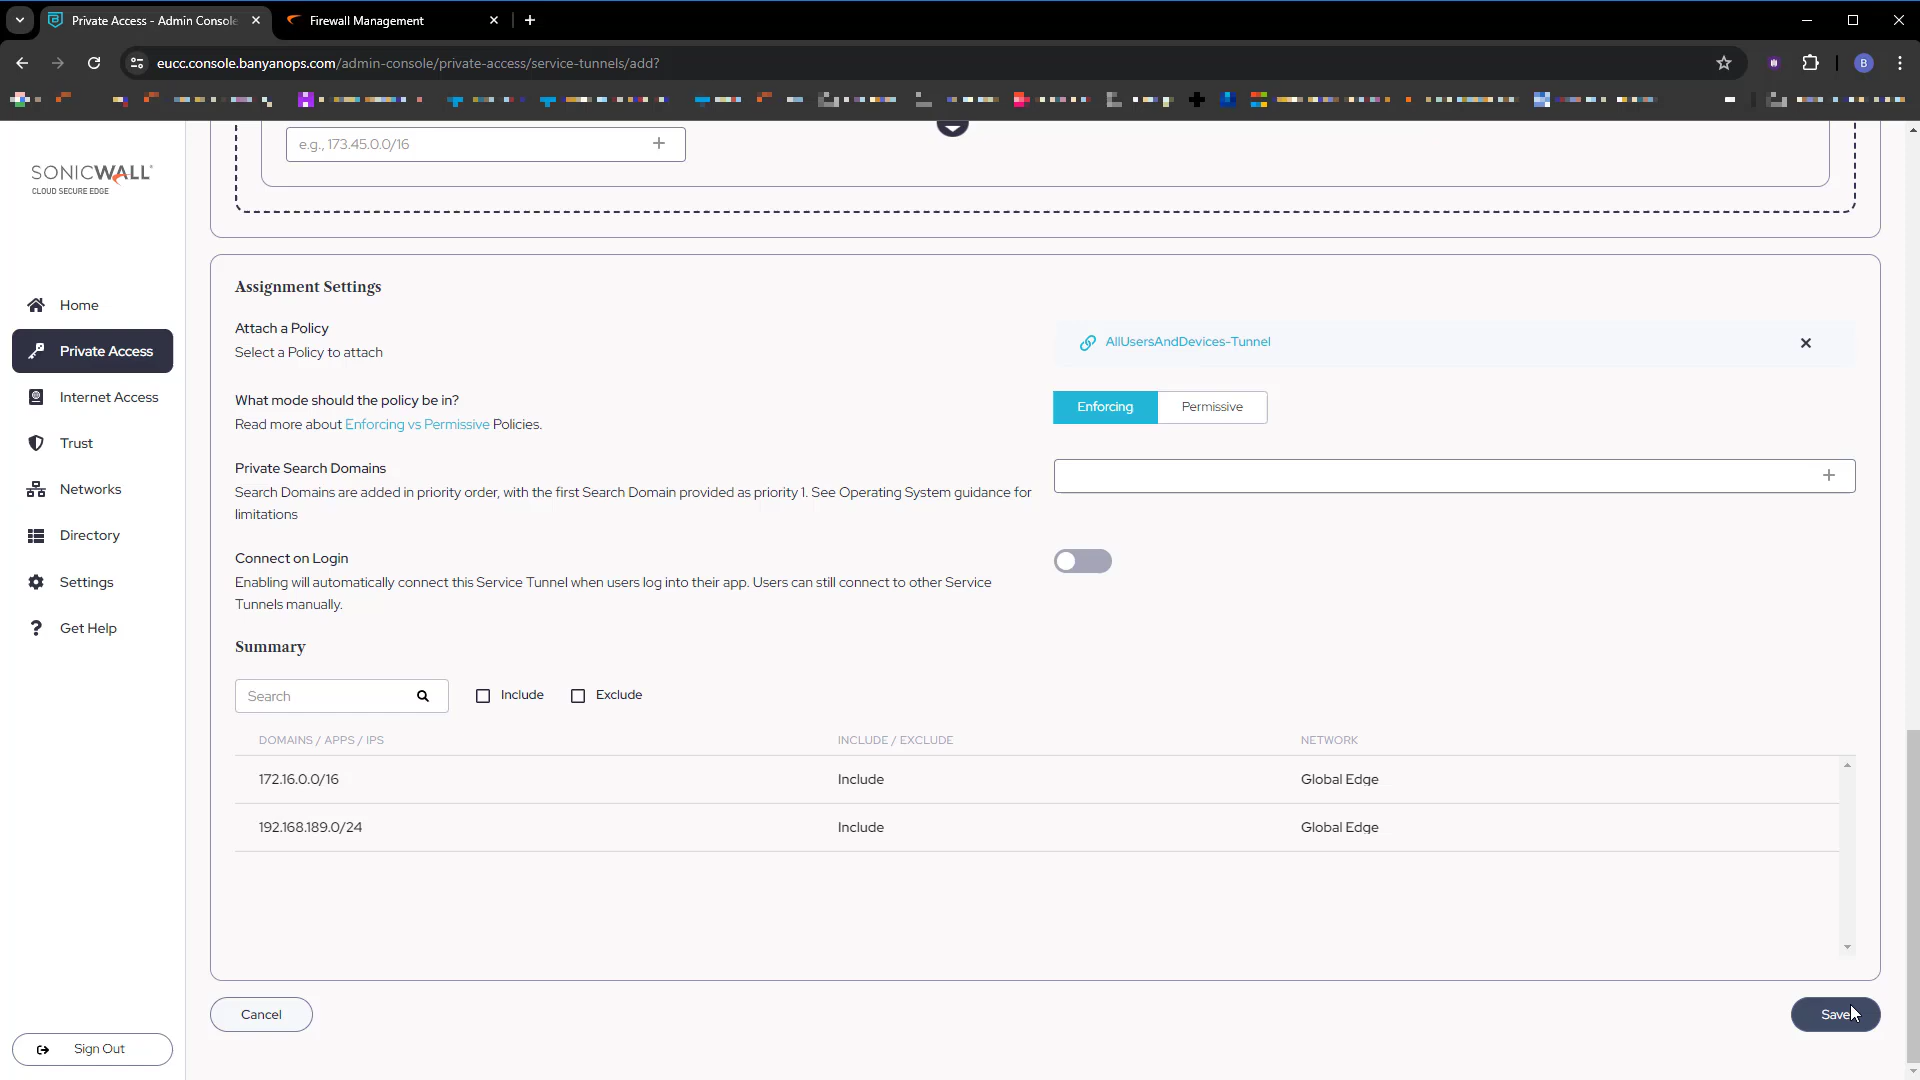 Private Access - Admin Console
Firewall Management
eucc.console.banyanops.com/admin-console/private-access/service-tunnels/add?
B
SONICWALL
CLOUD SECURE EDGE
Home
Private Access
Internet Access
Trust
Networks
Directory
Settings
Get Help
Sign Out
e.g., 173.45.0.0/16
Assignment Settings
Attach a Policy
Select a Policy to attach
AllUsersAndDevices-Tunnel
What mode should the policy be in?
Read more about Enforcing vs Permissive Policies.
Enforcing
Permissive
Private Search Domains
Search Domains are added in priority order, with the first Search Domain provided as priority 1. See Operating System guidance for
limitations
Connect on Login
Enabling will automatically connect this Service Tunnel when users log into their app. Users can still connect to other Service
Tunnels manually.
Summary
Search
Include
Exclude
DOMAINS / APPS / IPS
INCLUDE / EXCLUDE
NETWORK
172.16.0.0/16
Include
Global Edge
192.168.189.0/24
Include
Global Edge
Cancel
Save